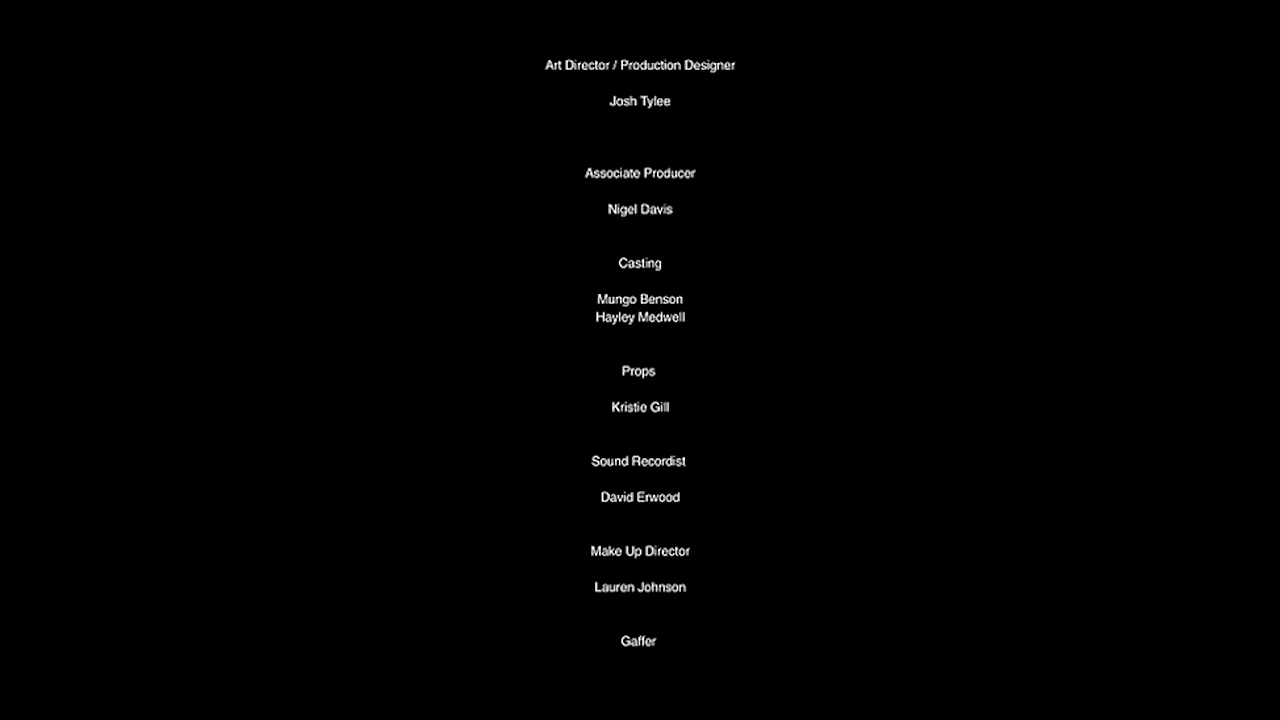 Art Director / Production Designer
Josh Tylee
Associate Producer
Nigel Davis
Casting
Mungo Benson
Hayley Medwell
Props
Kristie Gill
Sound Recordist
David Erwood
Make Up Director
Lauren Johnson
Gaffer